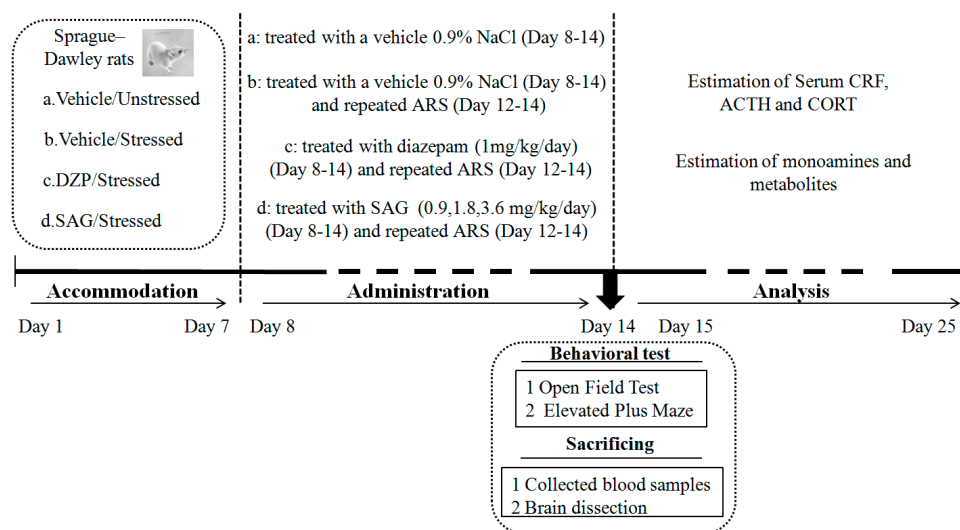 Sprague–
Dawley rats
a.Vehicle/Unstressed
b.Vehicle/Stressed
c.DZP/Stressed
d.SAG/Stressed
a: treated with a vehicle 0.9% NaCl (Day 8-14)
b: treated with a vehicle 0.9% NaCl (Day 8-14)
and repeated ARS (Day 12-14)
c: treated with diazepam (1mg/kg/day)
(Day 8-14) and repeated ARS (Day 12-14)
d: treated with SAG (0.9,1.8,3.6 mg/kg/day)
(Day 8-14) and repeated ARS (Day 12-14)
Estimation of Serum CRF,
ACTH and CORT
Estimation of monoamines and
metabolites
Accommodation
Administration
Analysis
Day 1
Day 7
Day 8
Day 14
Day 15
Day 25
Behavioral test
1 Open Field Test
2 Elevated Plus Maze
Sacrificing
1 Collected blood samples
2 Brain dissection